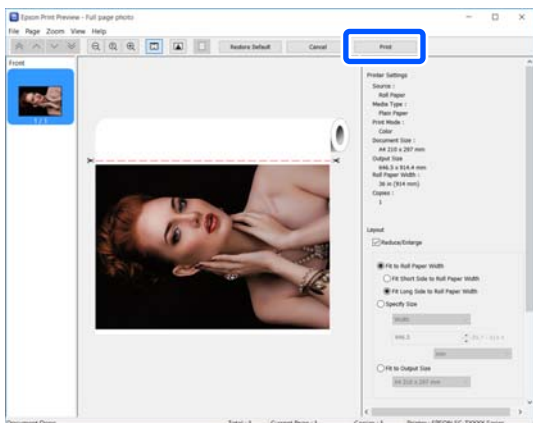 Epson Print Preview - Full page photo
File Page Zoom View Help
Restore Default Cancel Print
Front
1 / 1
Printer Settings
Source :
Roll Paper
Media Type :
Plain Paper
Print Mode :
Color
Document Size :
A4 210 x 297 mm
Output Size
646.3 x 914.4 mm
Roll Paper Width :
36 in (914 mm)
Copies :
1
Layout
Reduce/Enlarge
Fit to Roll Paper Width
Fit Short Side to Roll Paper Width
Fit Long Side to Roll Paper Width
Specify Size
Width
646.3
mm
Fit to Output Size
A4 210 x 297 mm